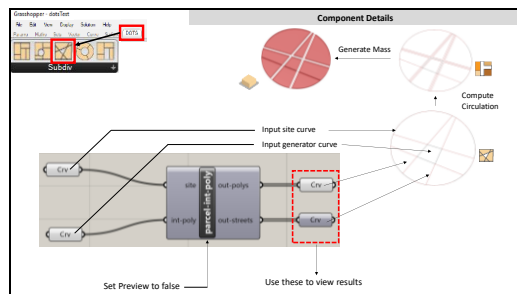 Grasshopper - dotsTest
File Edit View Display Solution Help
DOTS
Subdiv
Component Details
Generate Mass
Compute
Circulation
Input site curve
Input generator curve
Crv
Crv
site
int-poly
parcel-int-poly
out-polys
out-streets
Crv
Crv
Set Preview to false
Use these to view results